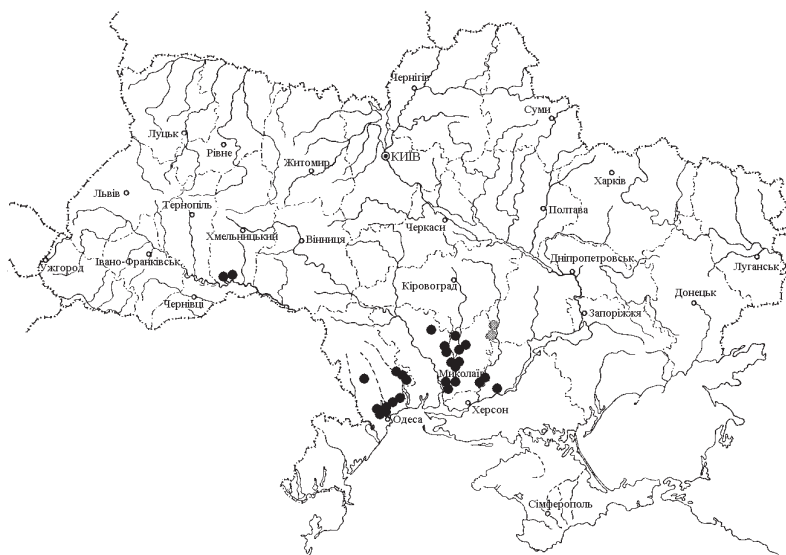 Чернігів
Суми
Луцьк
Рівне
КИЇВ
Житомир
Харків
Львів
Тернопіль
Полтава
Черкаси
Хмельницький
Вінниця
Івано-Франківськ
Ужгород
Дніпропетровськ
Луганськ
Кіровоград
Донецьк
Чернівці
Запоріжжя
Миколаїв
Херсон
Одеса
Сімферополь